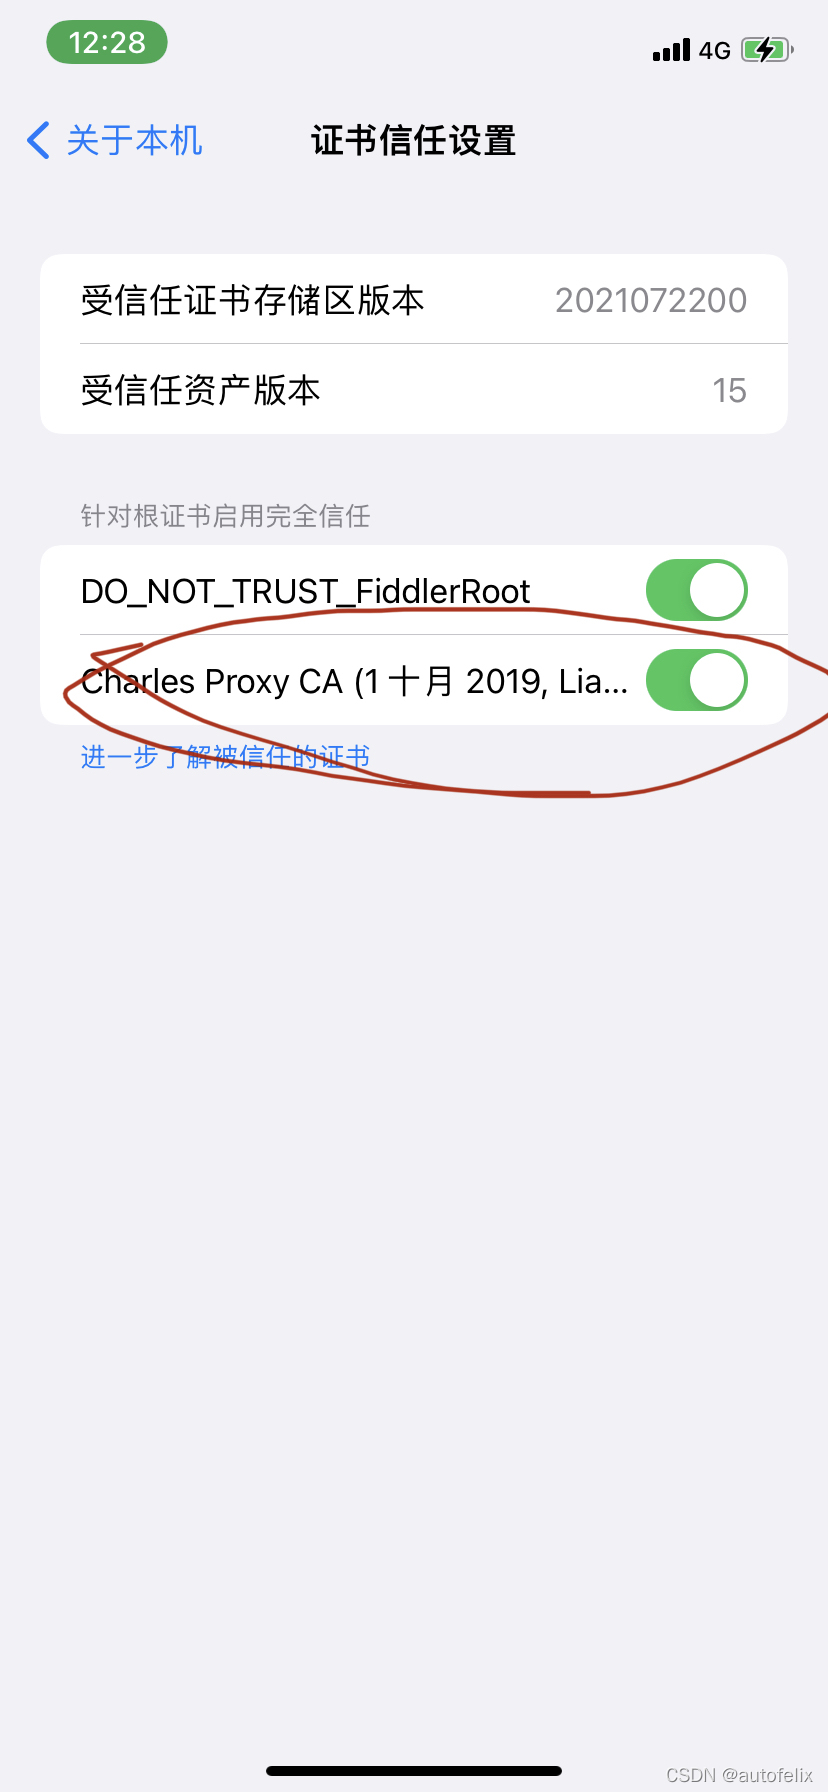 12:28
4G
关于本机
证书信任设置
受信任证书存储区版本 2021072200
受信任资产版本 15
针对根证书启用完全信任
DO_NOT_TRUST_FiddlerRoot
Charles Proxy CA (1 十月 2019, Lia...
进一步了解被信任的证书
CSDN @autofelix